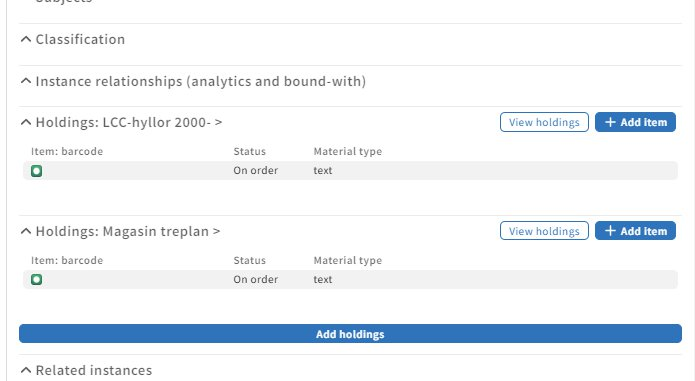 Subjects
Classification
Instance relationships (analytics and bound-with)
Holdings: LCC-hyllor 2000- >
View holdings
+ Add item
Item: barcode Status Material type
On order text
Holdings: Magasin treplan >
View holdings
+ Add item
Item: barcode Status Material type
On order text
Add holdings
Related instances